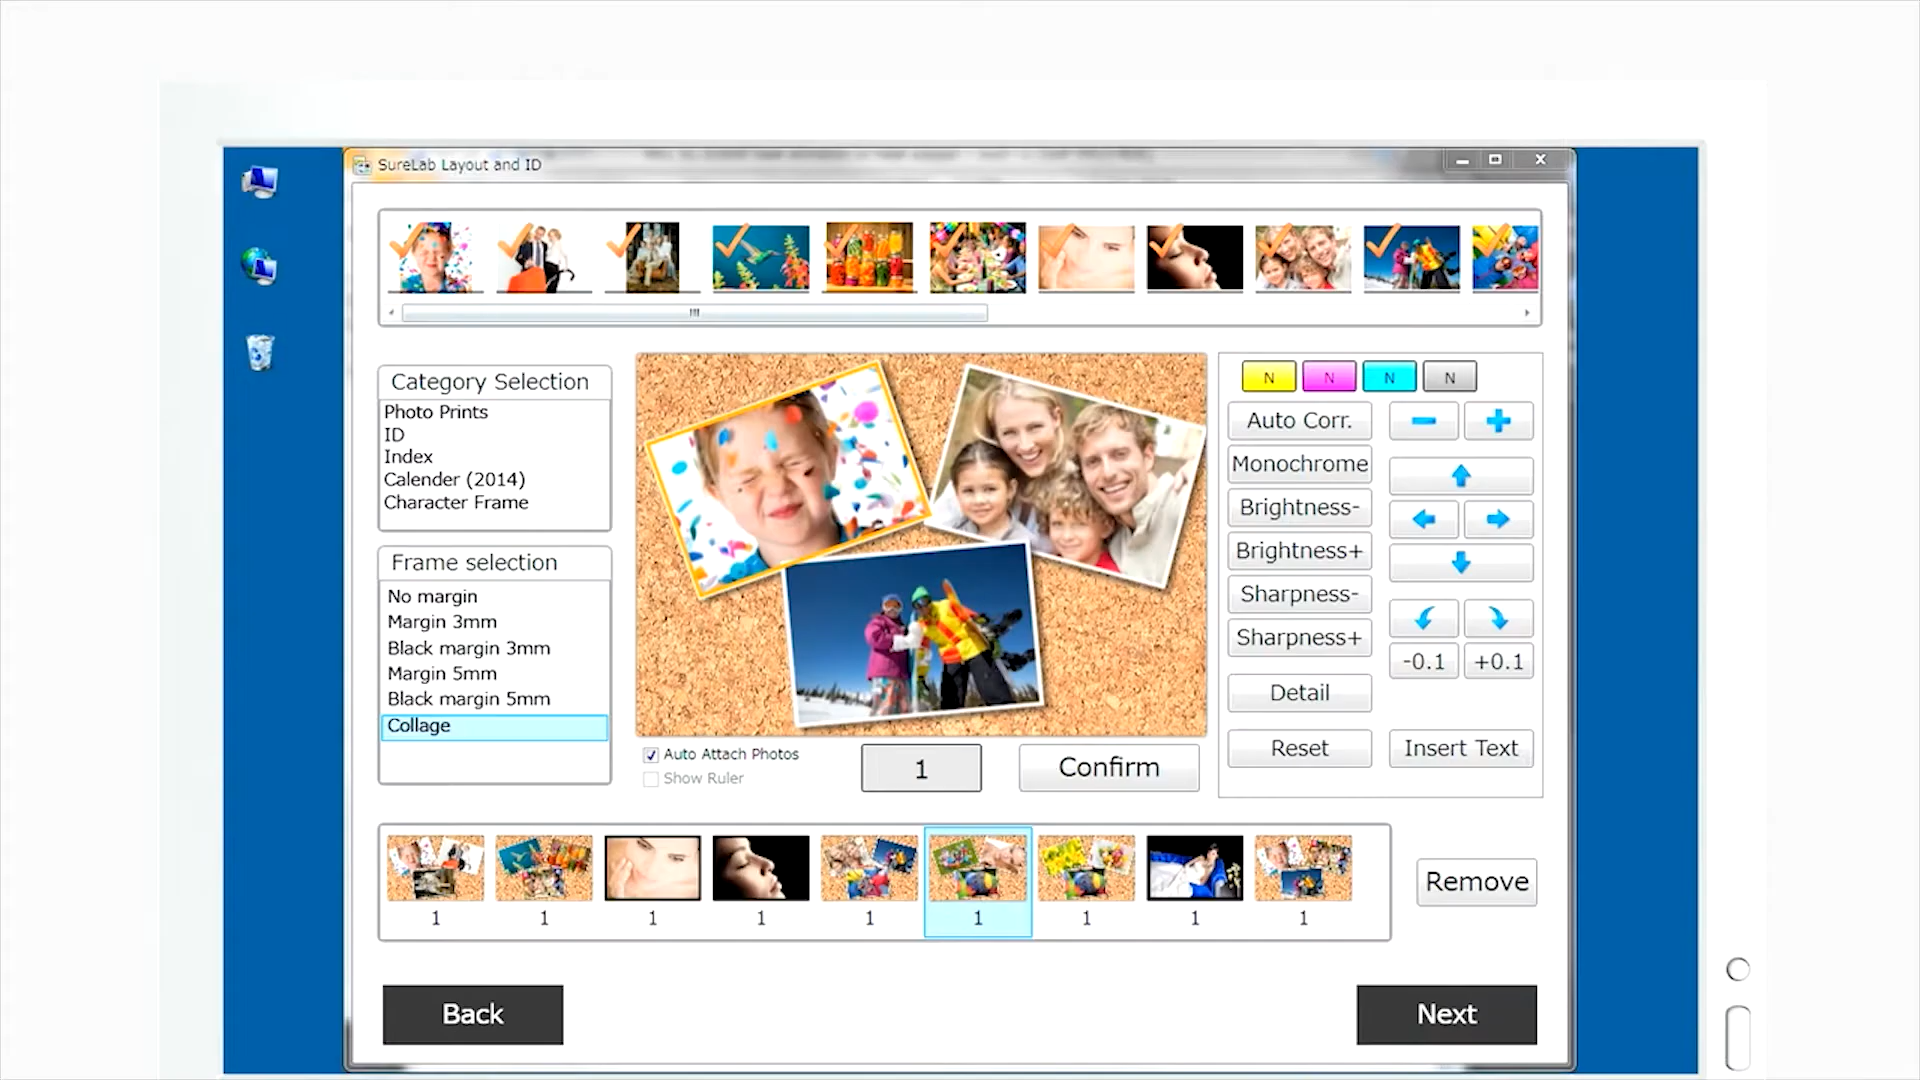 SureLab Layout and ID
Category Selection
Photo Prints
ID
Index
Calender (2014)
Character Frame
Frame selection
No margin
Margin 3mm
Black margin 3mm
Margin 5mm
Black margin 5mm
Collage
Auto Attach Photos
Show Ruler
1
Confirm
N N N N
Auto Corr.
Monochrome
Brightness-
Brightness+
Sharpness-
Sharpness+
-0.1 +0.1
Detail
Reset
Insert Text
1 1 1 1 1 1 1 1 1
Remove
Back
Next